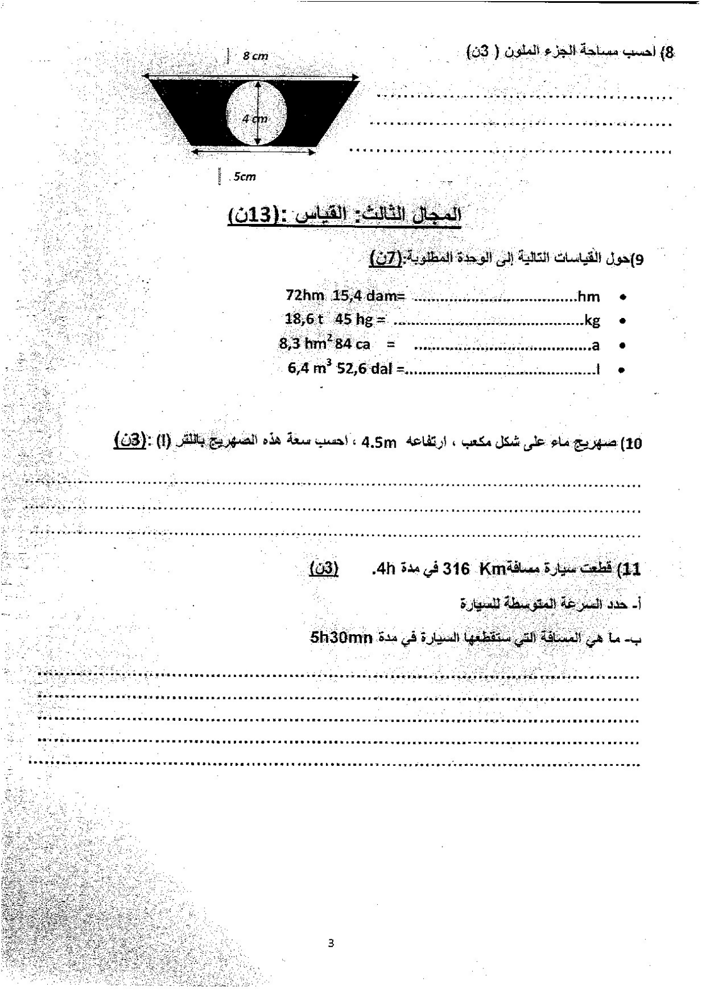 8) احسب مساحة الجزء الملون ( 3ن)
8 cm
4 cm
5cm
المجال الثالث: القياس :(13ن)
9)حول القياسات التالية إلى الوحدة المطلوبة:(7ن)
72hm 15,4 dam= ......................................hm
18,6 t 45 hg = ..........................................kg
8,3 hm² 84 ca = .......................................a
6,4 m³ 52,6 dal =..........................................l
10) صهريج ماء على شكل مكعب ، ارتفاعه 4.5m ، احسب سعة هذه الصهريج باللتر (l) :(3ن)
11) قطعت سيارة مسافة316 Km في مدة 4h. (3ن)
أ- حدد السرعة المتوسطة للسيارة
ب- ما هي المسافة التي ستقطعها السيارة في مدة 5h30mn
3